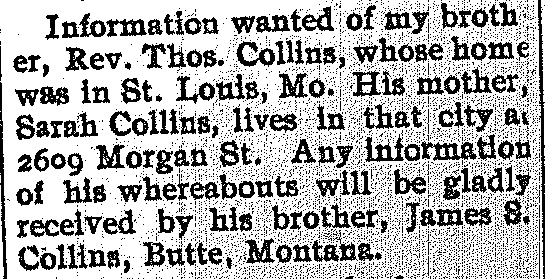 Information wanted of my broth
er, Rev. Thos. Collins, whose home
was in St. Louis, Mo. His mother,
Sarah Collins, lives in that city at
2609 Morgan St. Any information
of his whereabouts will be gladly
received by his brother, James S.
Collins, Butte, Montana.